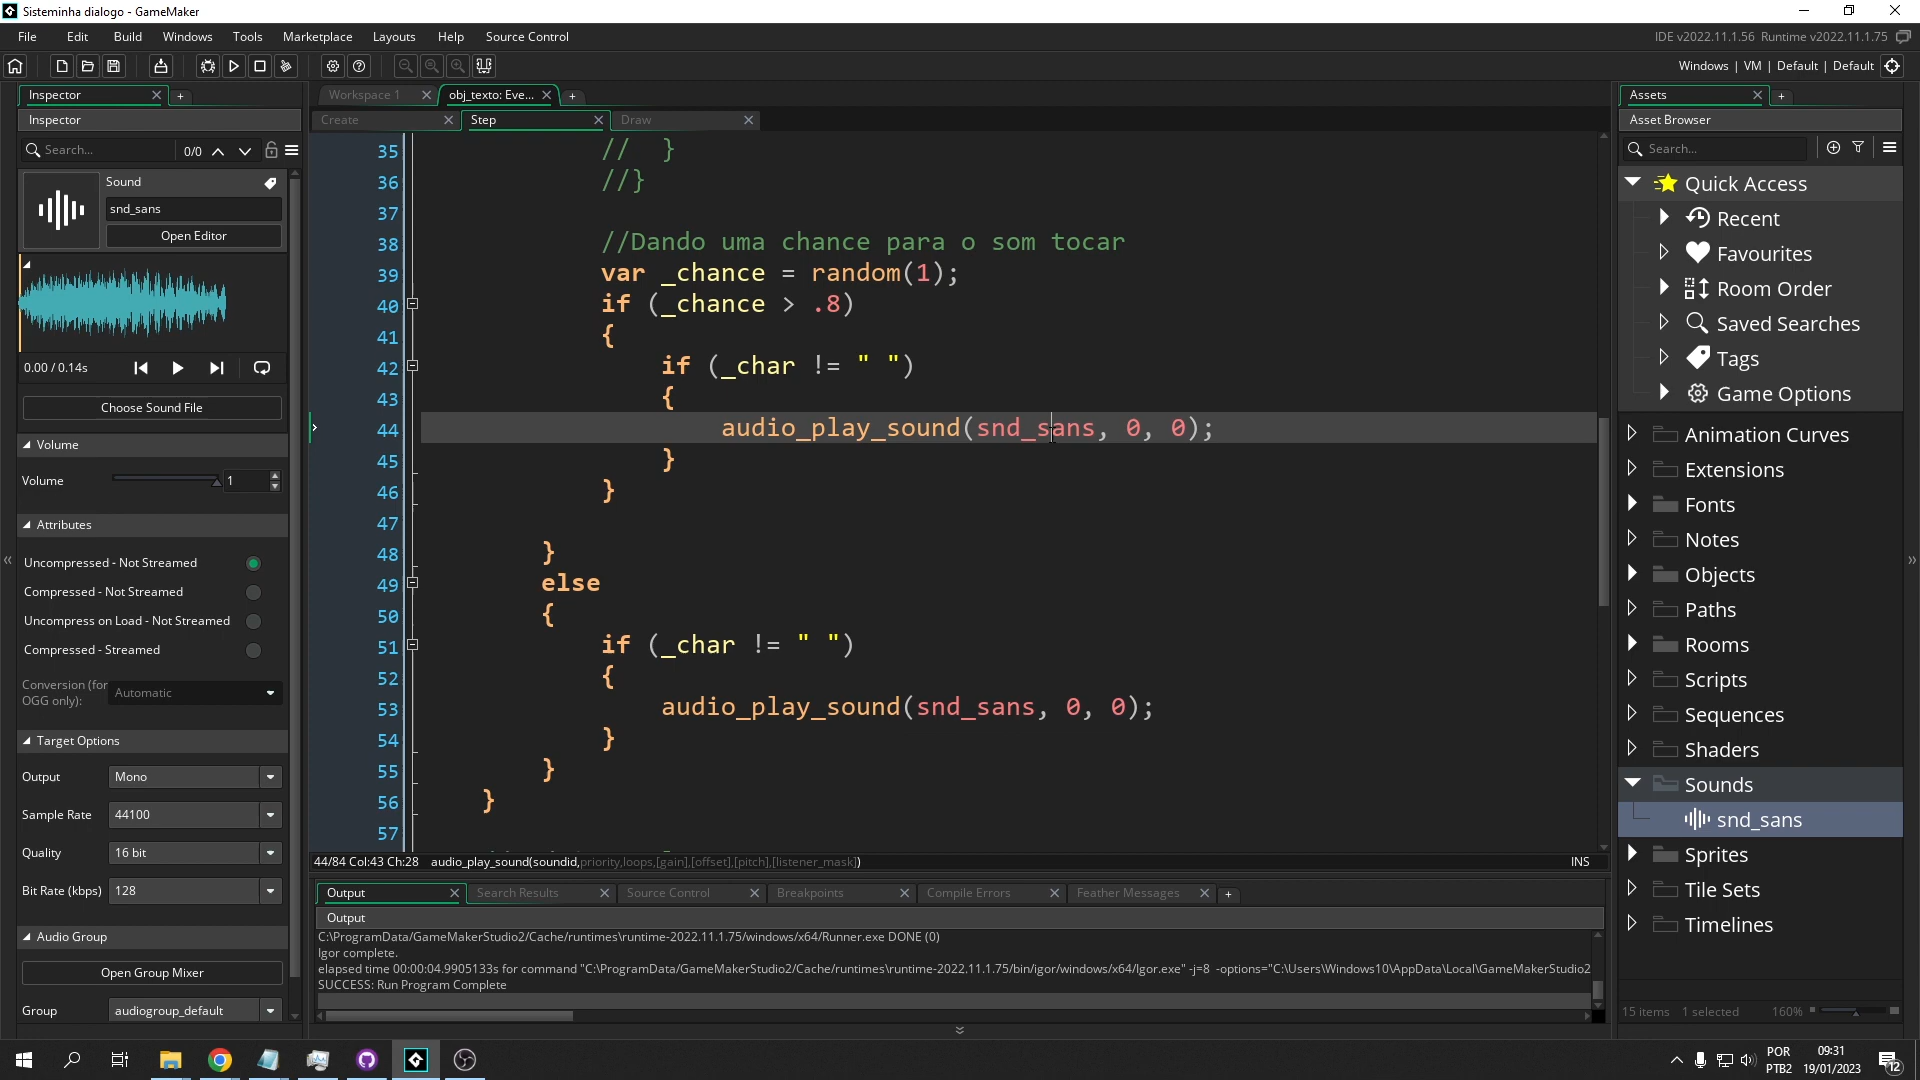 Sisteminha dialogo - GameMaker
File Edit Build Windows Tools Marketplace Layouts Help Source Control
IDE v2022.11.1.56 Runtime v2022.11.1.75
Windows | VM | Default | Default
Inspector
Inspector
Search...
0/0
Sound
snd_sans
Open Editor
0.00 / 0.14s
Choose Sound File
Volume
Volume
1
Attributes
Uncompressed - Not Streamed
Compressed - Not Streamed
Uncompress on Load - Not Streamed
Compressed - Streamed
Conversion (for
OGG only):
Automatic
Target Options
Output Mono
Sample Rate 44100
Quality 16 bit
Bit Rate (kbps) 128
Audio Group
Open Group Mixer
Group audiogroup_default
Workspace 1
obj_texto: Eve...
Create
Step
Draw
35 // }
36 //}
37
38 //Dando uma chance para o som tocar
39 var _chance = random(1);
40 if (_chance > .8)
41 {
42 if (_char != " ")
43 {
44 audio_play_sound(snd_sans, 0, 0);
45 }
46 }
47
48 }
49 else
50 {
51 if (_char != " ")
52 {
53 audio_play_sound(snd_sans, 0, 0);
54 }
55 }
56 }
57
44/84 Col:43 Ch:28 audio_play_sound(soundid,priority,loops,[gain],[offset],[pitch],[listener_mask])
INS
Output
Search Results
Source Control
Breakpoints
Compile Errors
Feather Messages
Output
C:\ProgramData/GameMakerStudio2/Cache/runtimes\runtime-2022.11.1.75/windows/x64/Runner.exe DONE (0)
Igor complete.
elapsed time 00:00:04.9905133s for command "C:\ProgramData/GameMakerStudio2/Cache/runtimes\runtime-2022.11.1.75/bin/igor/windows/x64/Igor.exe" -j=8 -options="C:\Users\Windows10\AppData\Local\GameMakerStudio2
SUCCESS: Run Program Complete
Assets
Asset Browser
Search...
Quick Access
Recent
Favourites
Room Order
Saved Searches
Tags
Game Options
Animation Curves
Extensions
Fonts
Notes
Objects
Paths
Rooms
Scripts
Sequences
Shaders
Sounds
snd_sans
Sprites
Tile Sets
Timelines
15 items 1 selected 160%
POR
PTB2
09:31
19/01/2023
12